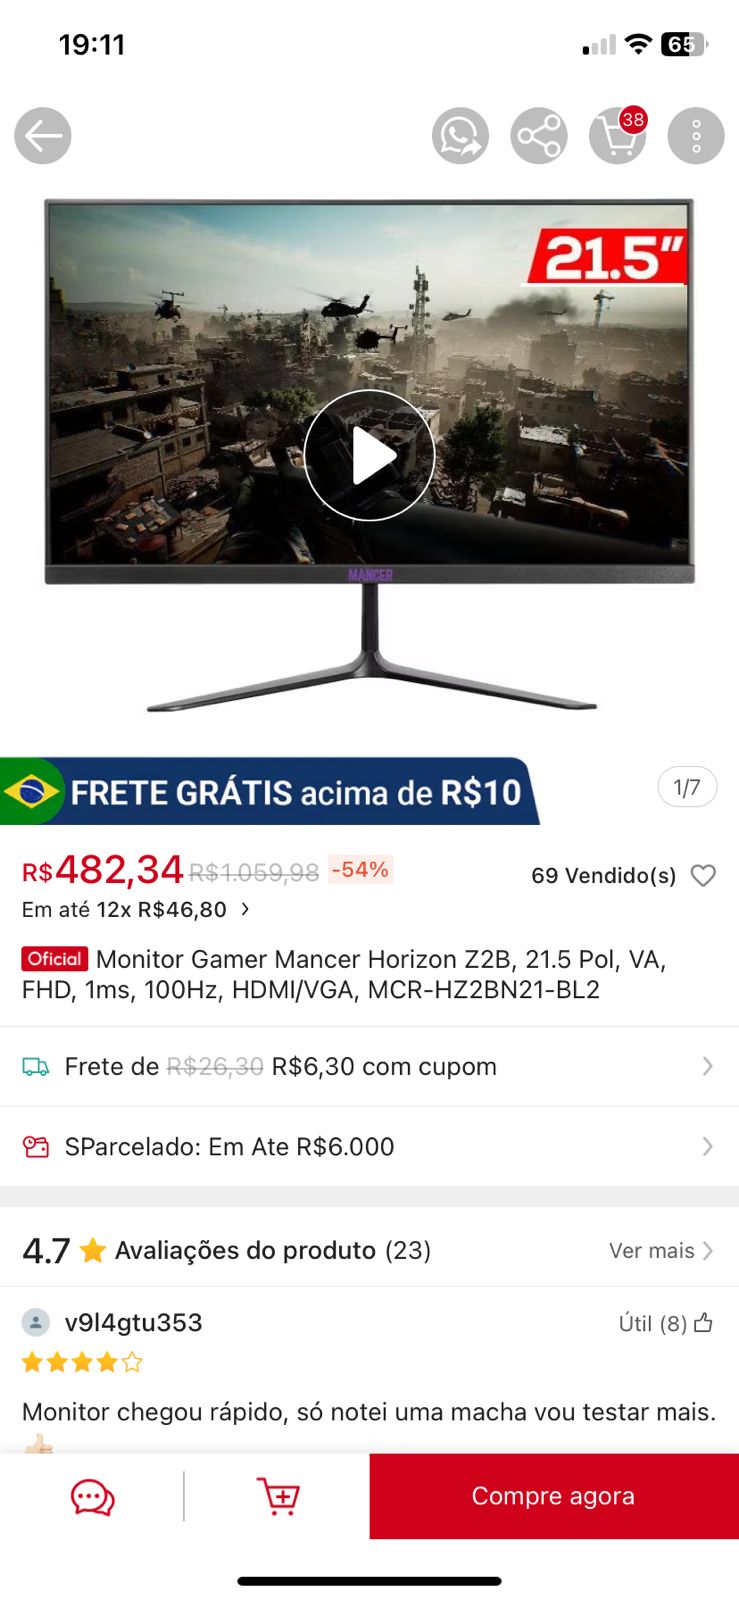 19:11
65
38
21.5"
MANCER
FRETE GRÁTIS acima de R$10
1/7
R$482,34 R$1.059,98 -54%
69 Vendido(s)
Em até 12x R$46,80
Oficial Monitor Gamer Mancer Horizon Z2B, 21.5 Pol, VA,
FHD, 1ms, 100Hz, HDMI/VGA, MCR-HZ2BN21-BL2
Frete de R$26,30 R$6,30 com cupom
SParcelado: Em Ate R$6.000
4.7 Avaliações do produto (23)
Ver mais
v9l4gtu353
Útil (8)
Monitor chegou rápido, só notei uma macha vou testar mais.
Compre agora